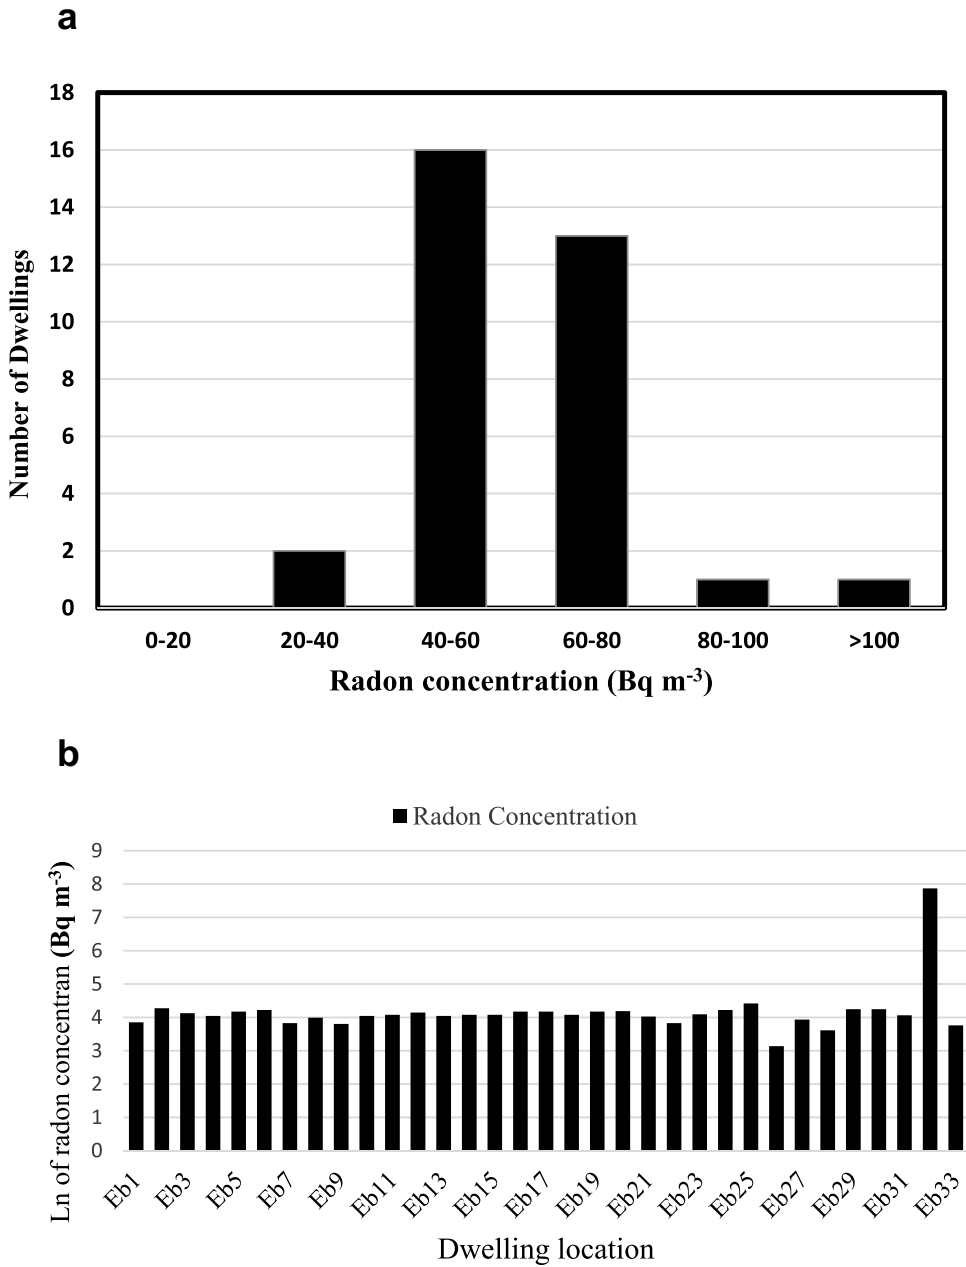 a
18
16
14
12
10
8
6
4
2
0
Number of Dwellings
0-20 20-40 40-60 60-80 80-100 >100
Radon concentration (Bq m-3)
b
Radon Concentration
9
8
7
6
5
4
3
2
1
0
Ln of radon concentran (Bq m-3)
Eb1 Eb3 Eb5 Eb7 Eb9 Eb11 Eb13 Eb15 Eb17 Eb19 Eb21 Eb23 Eb25 Eb27 Eb29 Eb31 Eb33
Dwelling location